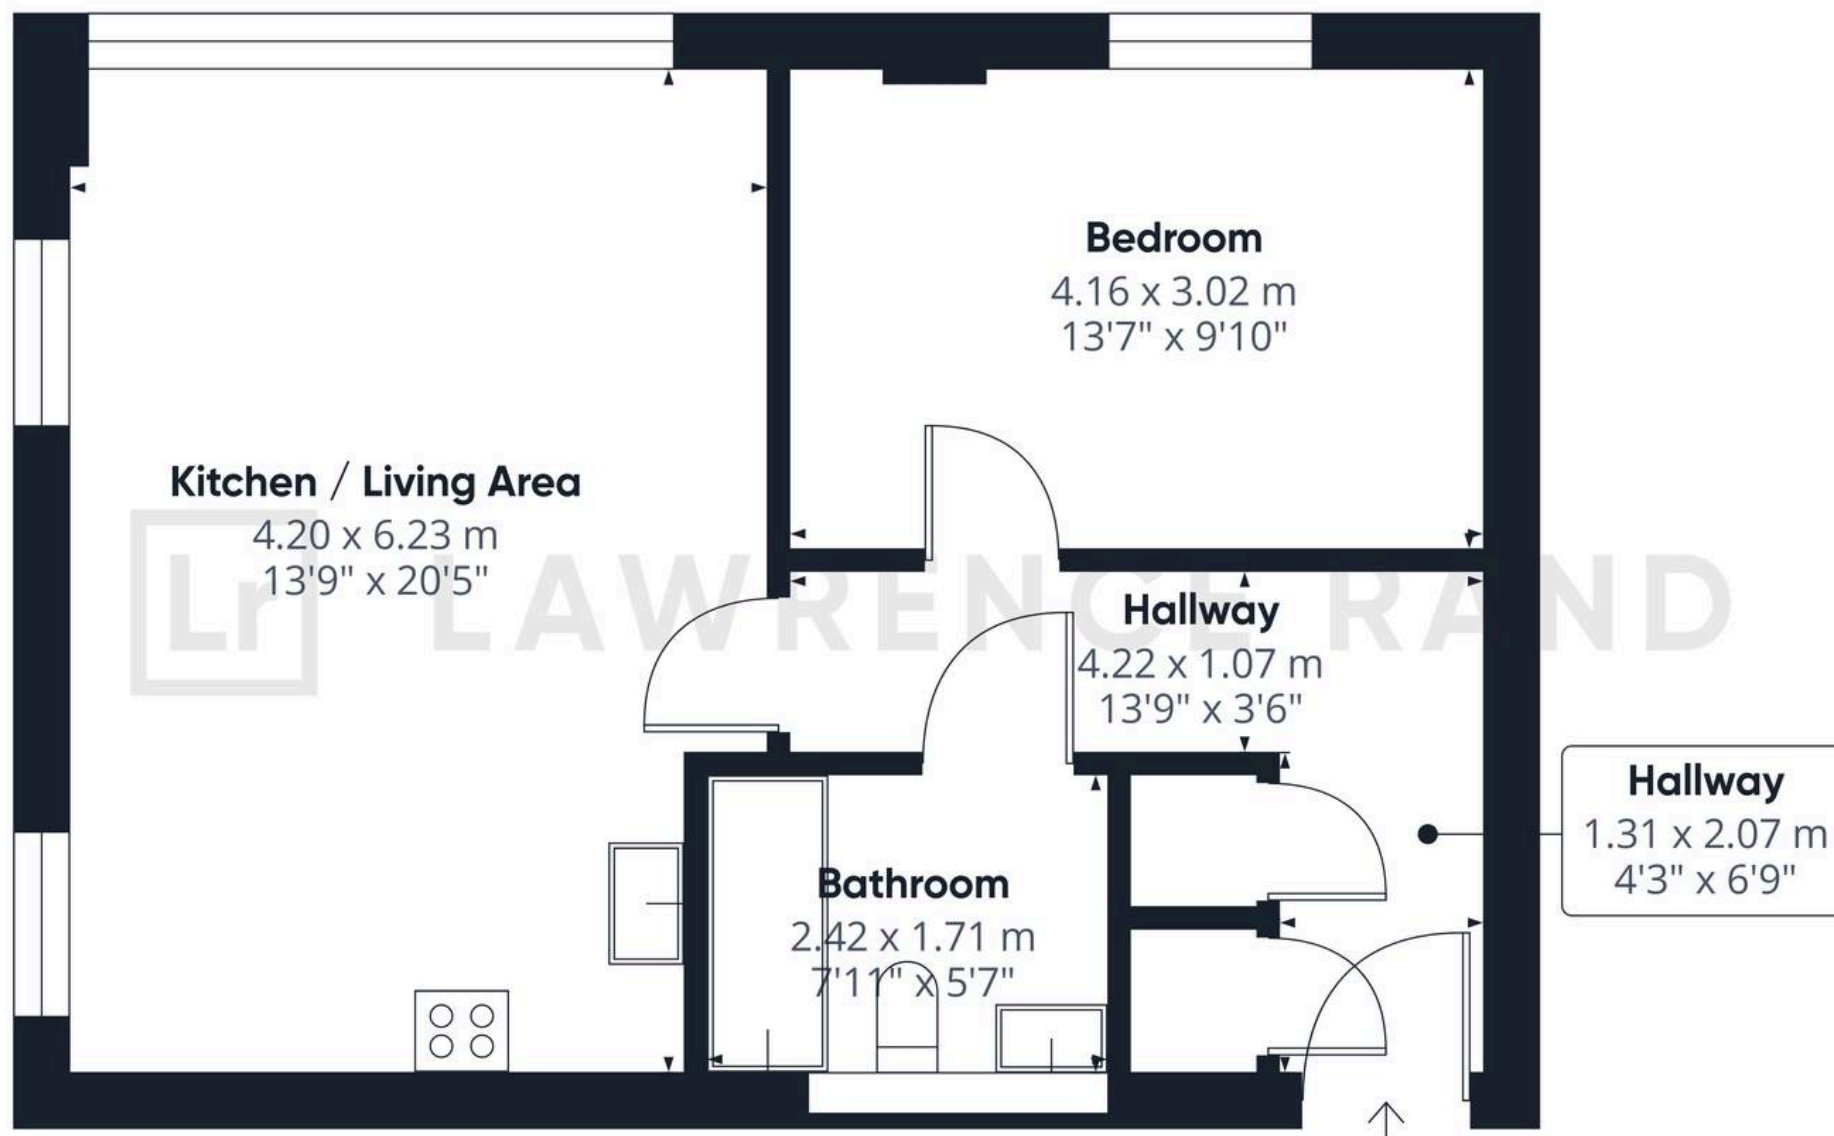 Bedroom
4.16 x 3.02 m
13'7" x 9'10"
Kitchen / Living Area
4.20 x 6.23 m
13'9" x 20'5"
Lr LAWRENCE RAND
Hallway
4.22 x 1.07 m
13'9" x 3'6"
Hallway
1.31 x 2.07 m
4'3" x 6'9"
Bathroom
2.42 x 1.71 m
7'11" x 5'7"